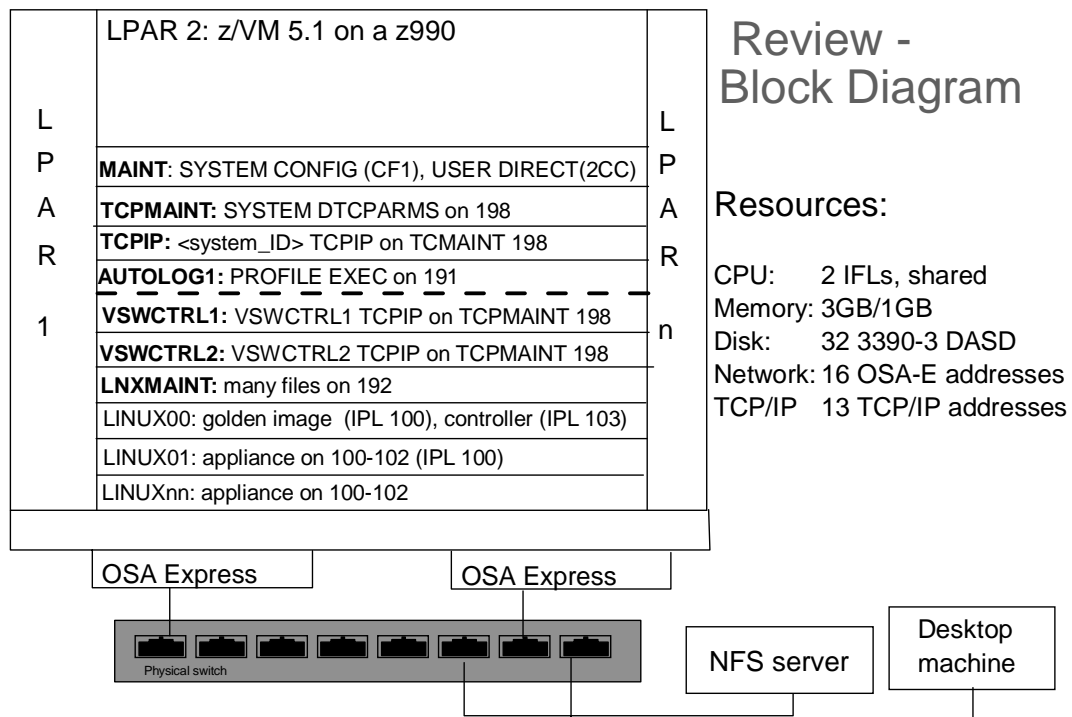 LPAR 2: z/VM 5.1 on a z990
Review -
Block Diagram
L
P
A
R
1
L
P
A
R
n
MAINT: SYSTEM CONFIG (CF1), USER DIRECT(2CC)
TCPMAINT: SYSTEM DTCPARMS on 198
TCPIP: <system_ID> TCPIP on TCMAINT 198
AUTOLOG1: PROFILE EXEC on 191
VSWCTRL1: VSWCTRL1 TCPIP on TCPMAINT 198
VSWCTRL2: VSWCTRL2 TCPIP on TCPMAINT 198
LNXMAINT: many files on 192
LINUX00: golden image (IPL 100), controller (IPL 103)
LINUX01: appliance on 100-102 (IPL 100)
LINUXnn: appliance on 100-102
Resources:
CPU: 2 IFLs, shared
Memory: 3GB/1GB
Disk: 32 3390-3 DASD
Network: 16 OSA-E addresses
TCP/IP 13 TCP/IP addresses
OSA Express
OSA Express
Physical switch
NFS server
Desktop
machine